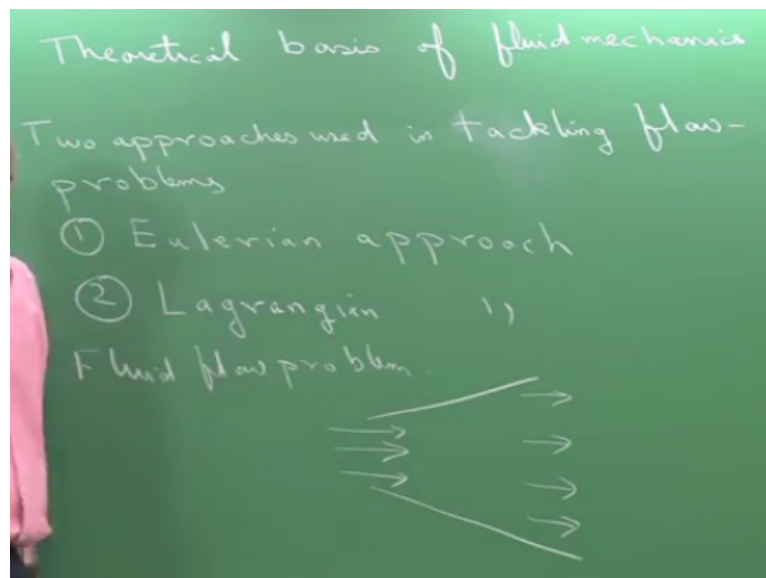 Theoretical basis of fluid mechanics
Two approaches used in tackling flow-
problems
① Eulerian approach
② Lagrangian ,,
Fluid flow problem.